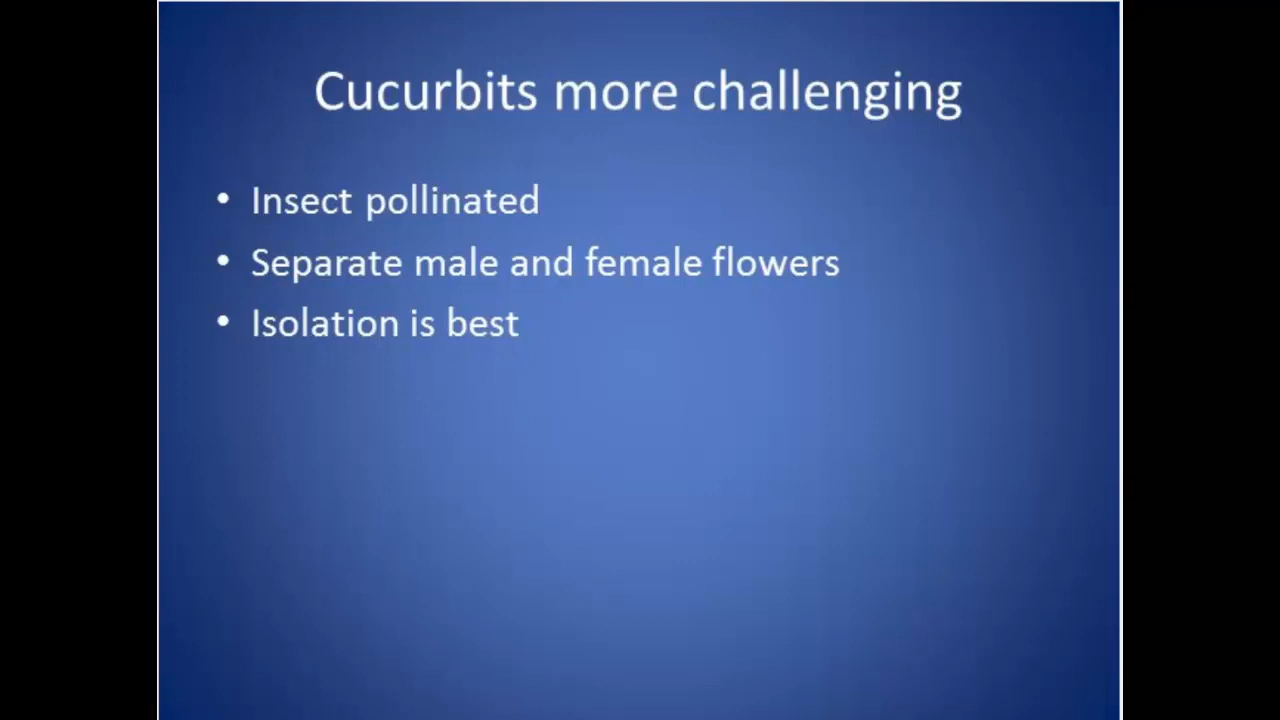 Cucurbits more challenging
• Insect pollinated
• Separate male and female flowers
• Isolation is best